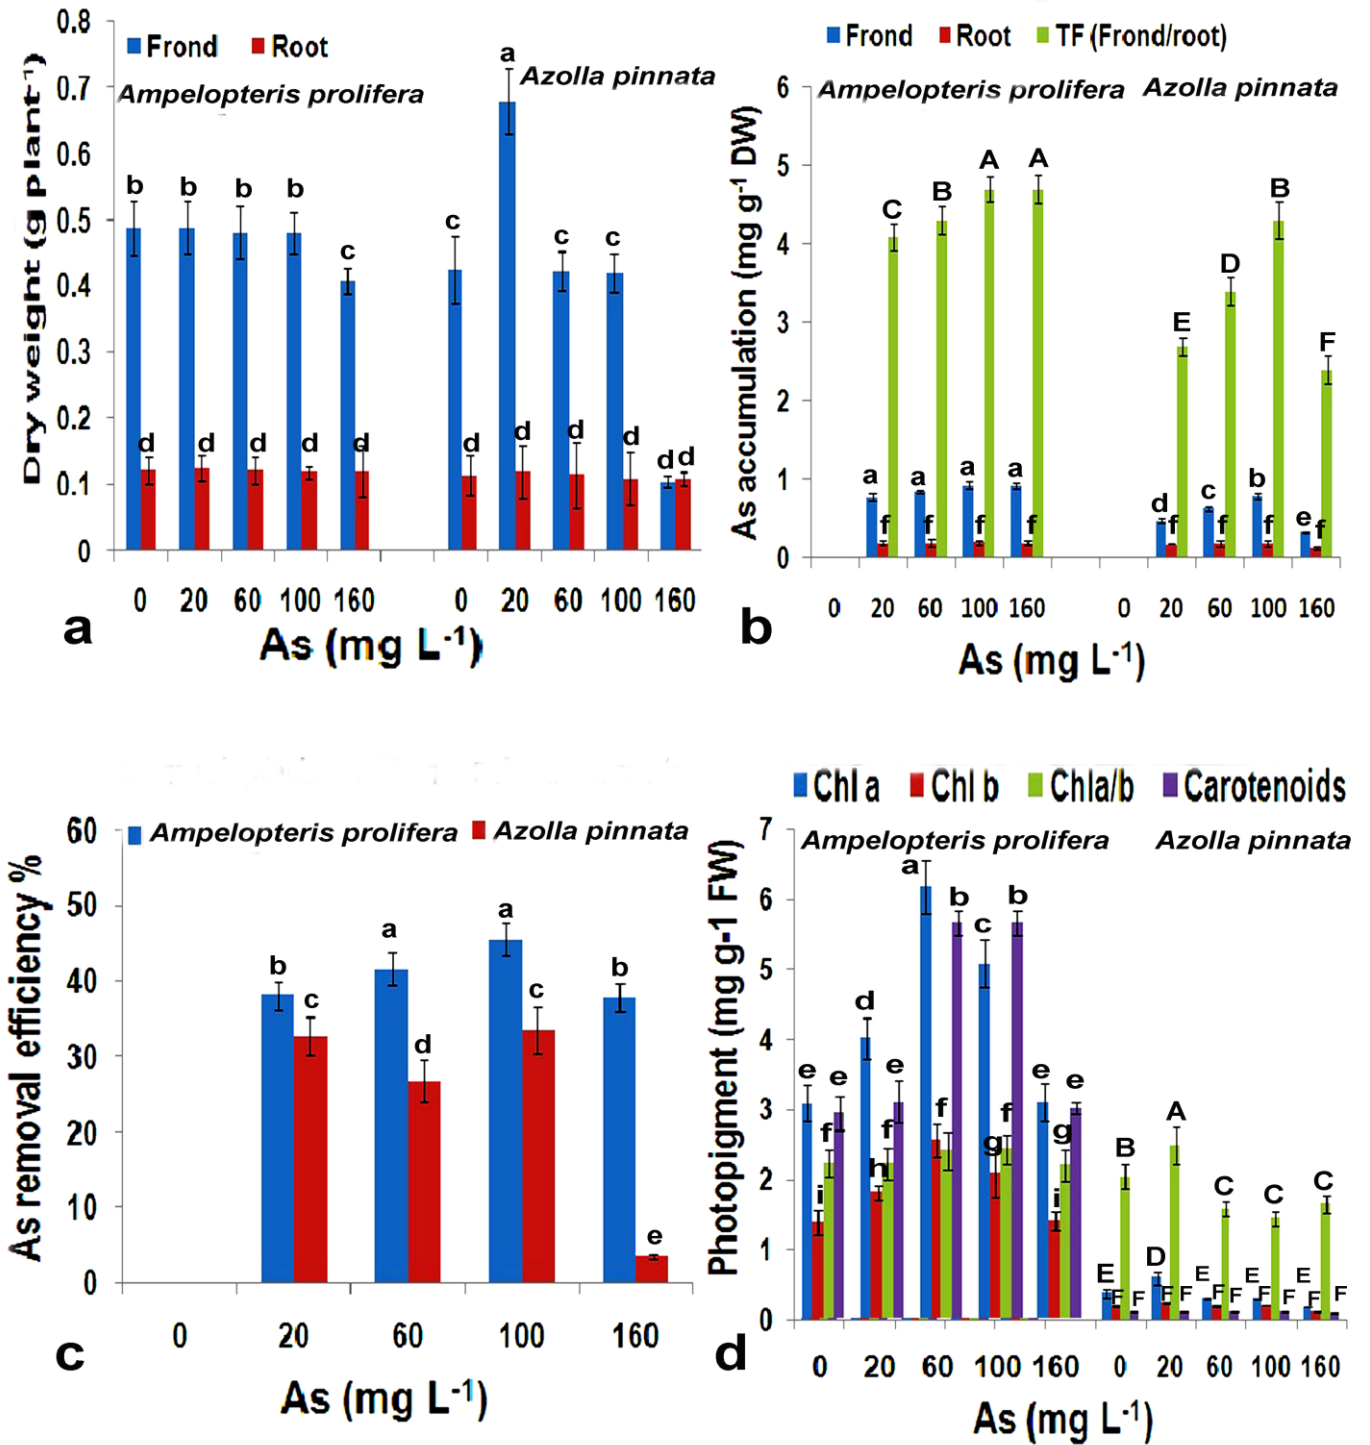 Frond Root
Ampelopteris prolifera Azolla pinnata
Dry weight (g plant⁻¹)
0.8
0.7
0.6
0.5
0.4
0.3
0.2
0.1
0
b b b b c c a c c
d d d d d d d d d d d
0 20 60 100 160 0 20 60 100 160
As (mg L⁻¹)
a
Frond Root TF (Frond/root)
Ampelopteris prolifera Azolla pinnata
As accumulation (mg g⁻¹ DW)
6
5
4
3
2
1
0
C B A A E D B F
a a a a d c b e
f f f f f f f f
0 20 60 100 160 0 20 60 100 160
As (mg L⁻¹)
b
Ampelopteris prolifera Azolla pinnata
As removal efficiency %
60
50
40
30
20
10
0
b c a d a c b e
0 20 60 100 160
As (mg L⁻¹)
c
Chl a Chl b Chla/b Carotenoids
Ampelopteris prolifera Azolla pinnata
Photopigment (mg g-1 FW)
7
6
5
4
3
2
1
0
e i f e d h f e a f b c g f b e i g e
E F B F D F A F E F C F E F C F E F C F
0 20 60 100 160 0 20 60 100 160
As (mg L⁻¹)
d